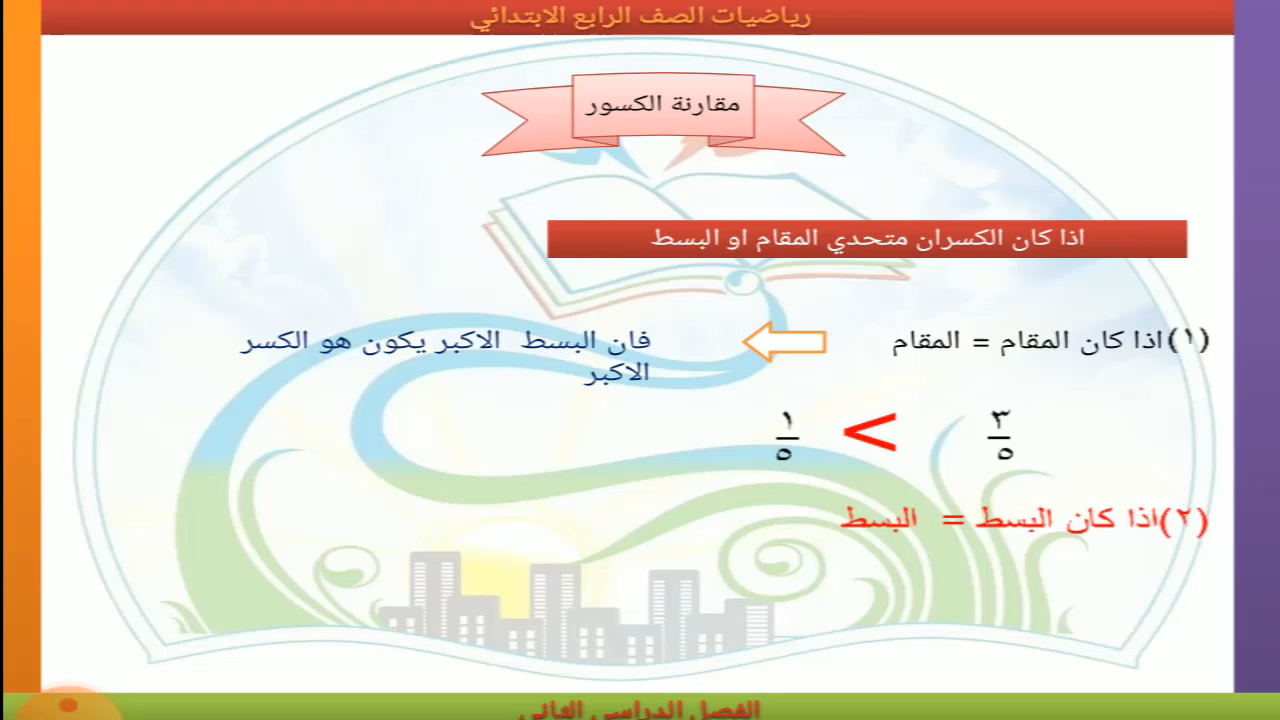 رياضيات الصف الرابع الابتدائي
مقارنة الكسور
اذا كان الكسران متحدي المقام او البسط
(١)اذا كان المقام = المقام
فان البسط الاكبر يكون هو الكسر
الاكبر
٣/٥ < ١/٥
(٢)اذا كان البسط = البسط
الفصل الدراسي الثاني